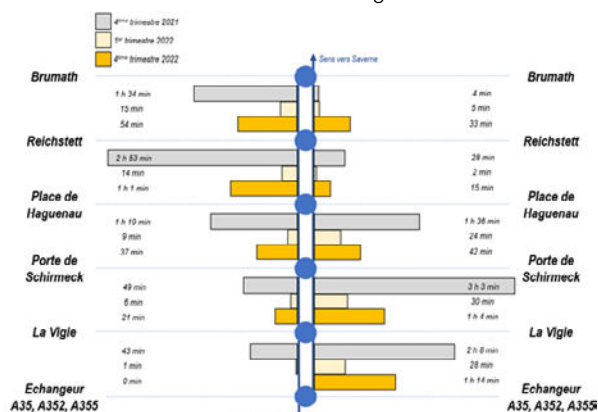 4ème trimestre 2021
1er trimestre 2022
4ème trimestre 2022
Sens vers Saverne
Brumath Brumath
1 h 34 min 4 min
15 min 5 min
54 min 33 min
Reichstett Reichstett
2 h 53 min 28 min
14 min 2 min
1 h 1 min 15 min
Place de Haguenau Place de Haguenau
1 h 19 min 1 h 36 min
9 min 24 min
37 min 42 min
Porte de Schirmeck Porte de Schirmeck
49 min 3 h 3 min
6 min 30 min
21 min 1 h 4 min
La Vigie La Vigie
43 min 2 h 8 min
1 min 28 min
0 min 1 h 14 min
Echangeur Echangeur
A35, A352, A355 A35, A352, A355